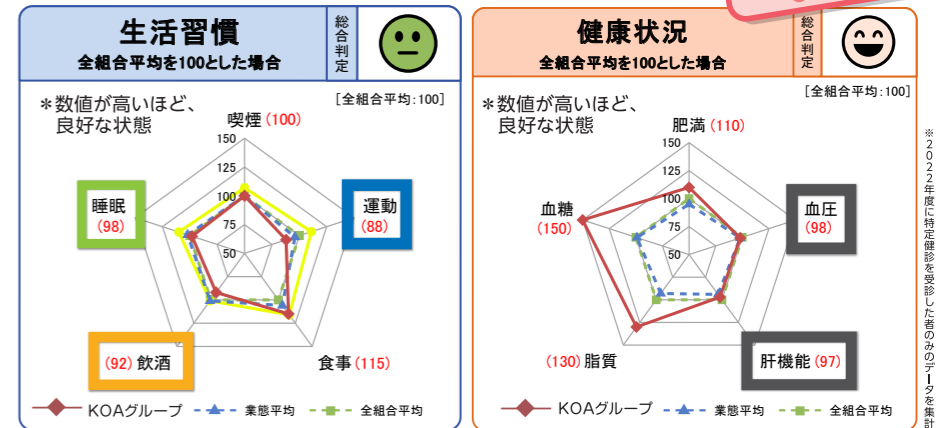 生活習慣
全組合平均を100とした場合
総合判定
[全組合平均:100]
＊数値が高いほど、
良好な状態
喫煙(100)
150
125
100
75
50
睡眠
(98)
運動
(88)
(92)飲酒
食事(115)
KOAグループ 業態平均 全組合平均
健康状況
全組合平均を100とした場合
総合判定
[全組合平均:100]
＊数値が高いほど、
良好な状態
肥満(110)
150
125
100
75
50
血糖
(150)
血圧
(98)
(130)脂質
肝機能(97)
KOAグループ 業態平均 全組合平均
※2022年度に特定健診を受診した者のみのデータを集計